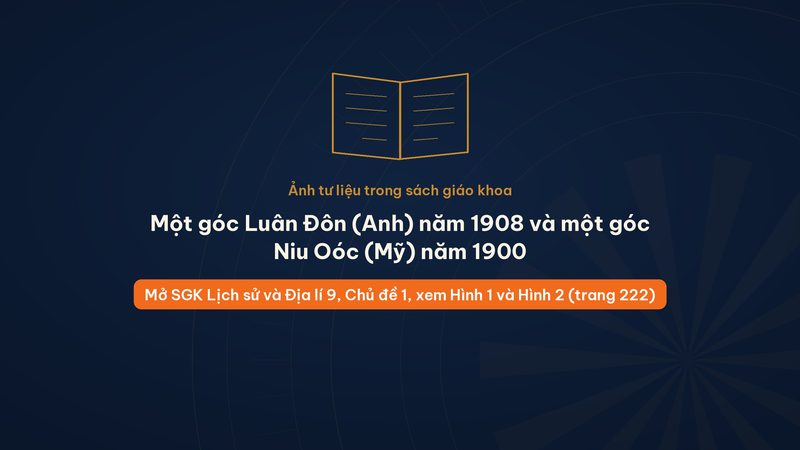 Ảnh tư liệu trong sách giáo khoa
Một góc Luân Đôn (Anh) năm 1908 và một góc
Niu Oóc (Mỹ) năm 1900
Mở SGK Lịch sử và Địa lí 9, Chủ đề 1, xem Hình 1 và Hình 2 (trang 222)